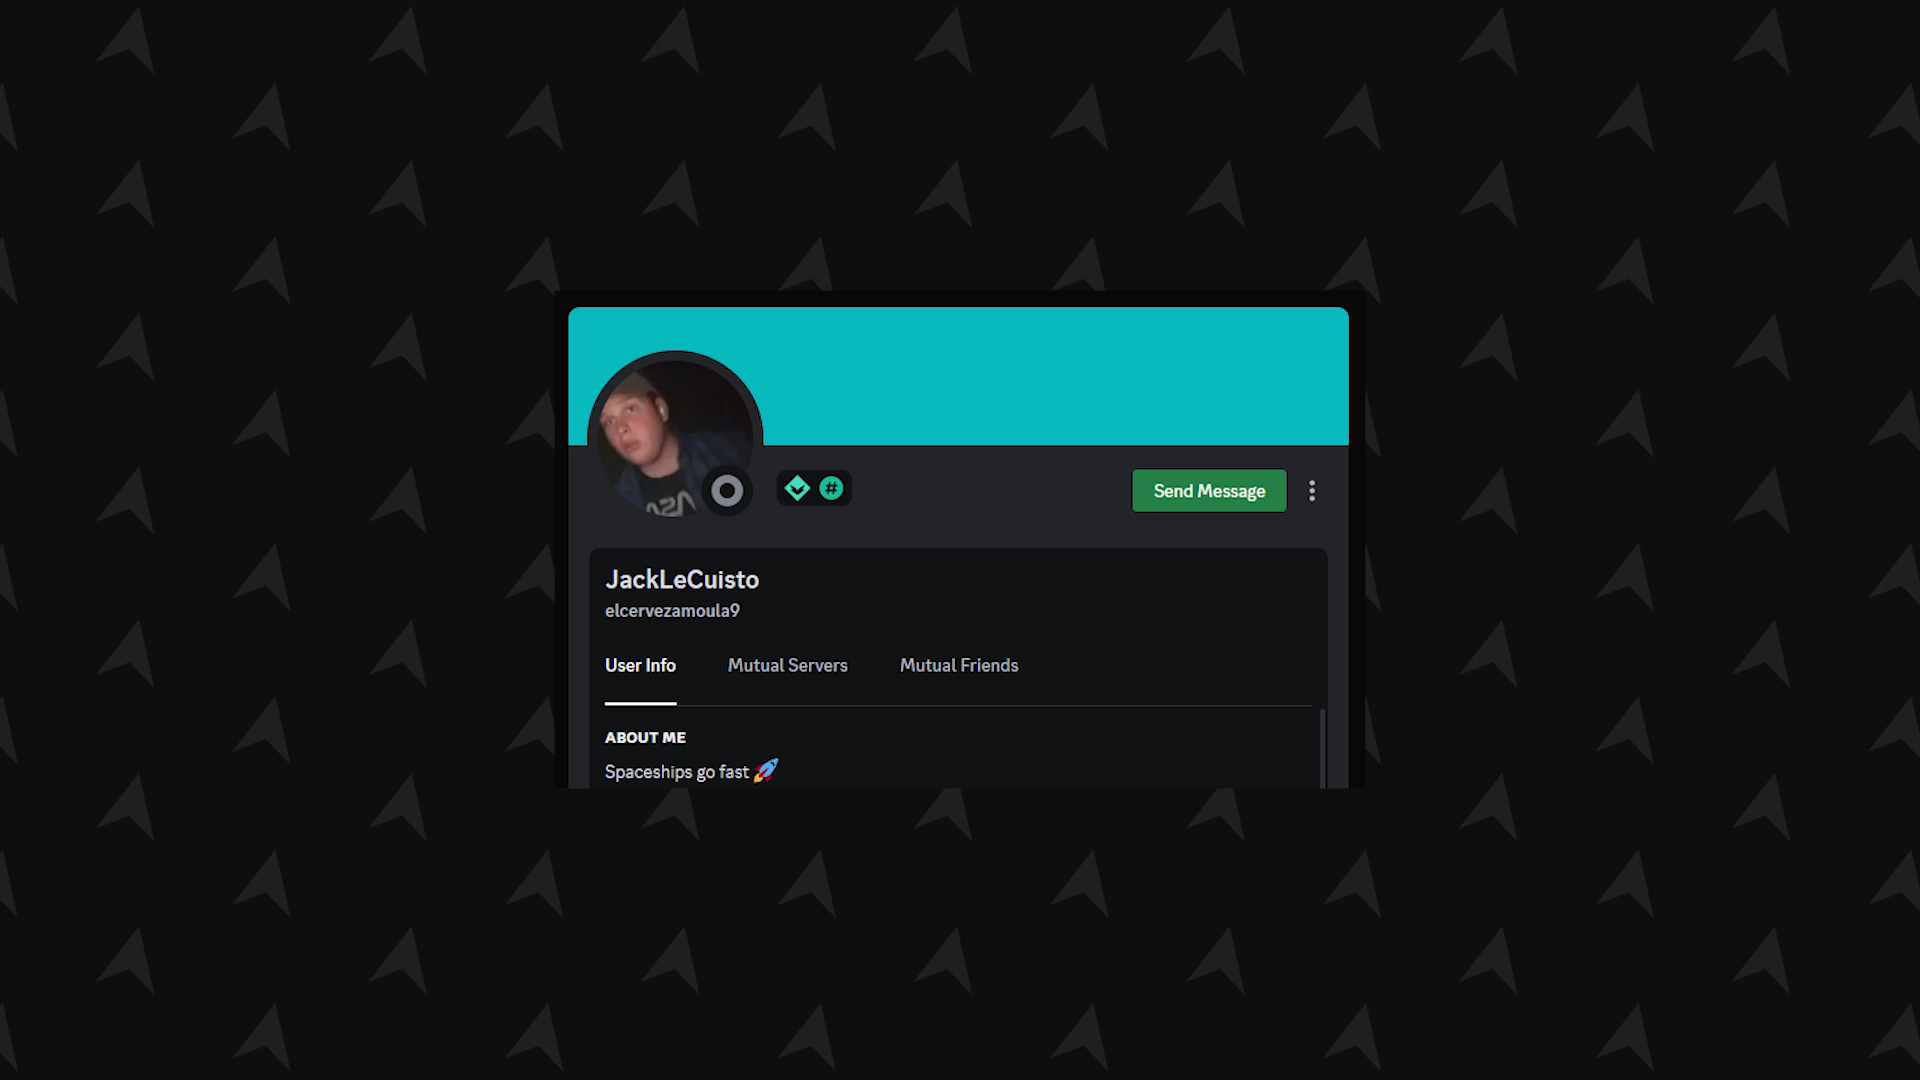 Send Message
JackLeCuisto
elcervezamoula9
User Info Mutual Servers Mutual Friends
ABOUT ME
Spaceships go fast 🚀